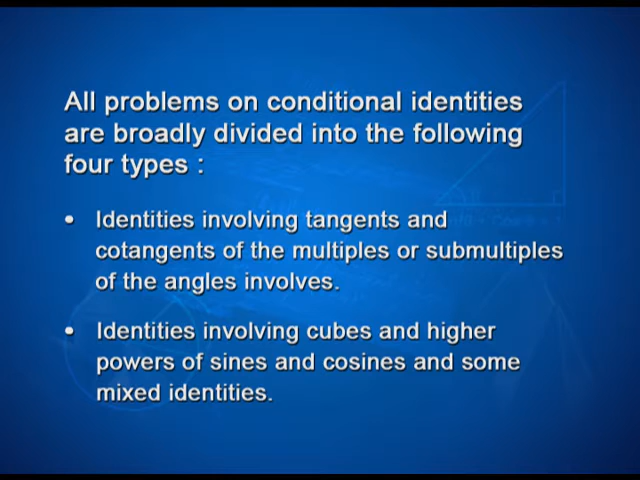 All problems on conditional identities
are broadly divided into the following
four types :
• Identities involving tangents and
cotangents of the multiples or submultiples
of the angles involves.
• Identities involving cubes and higher
powers of sines and cosines and some
mixed identities.